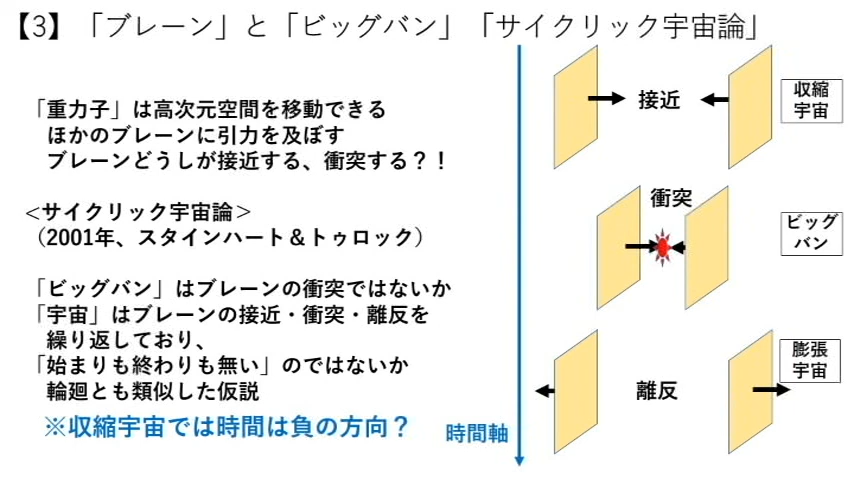 【3】「ブレーン」と「ビッグバン」「サイクリック宇宙論」
「重力子」は高次元空間を移動できる
ほかのブレーンに引力を及ぼす
ブレーンどうしが接近する、衝突する?!
<サイクリック宇宙論>
(2001年、スタインハート&トゥロック)
「ビッグバン」はブレーンの衝突ではないか
「宇宙」はブレーンの接近・衝突・離反を
繰り返しており、
「始まりも終わりも無い」のではないか
輪廻とも類似した仮説
※収縮宇宙では時間は負の方向?
時間軸
接近
収縮
宇宙
衝突
ビッグ
バン
離反
膨張
宇宙